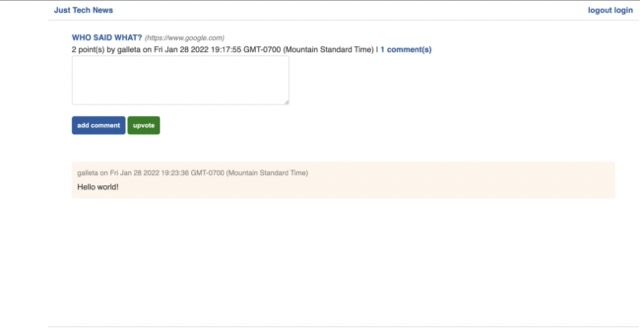 Just Tech News
logout login
WHO SAID WHAT? (https://www.google.com)
2 point(s) by galleta on Fri Jan 28 2022 19:17:55 GMT-0700 (Mountain Standard Time) | 1 comment(s)
add comment upvote
galleta on Fri Jan 28 2022 19:23:36 GMT-0700 (Mountain Standard Time)
Hello world!